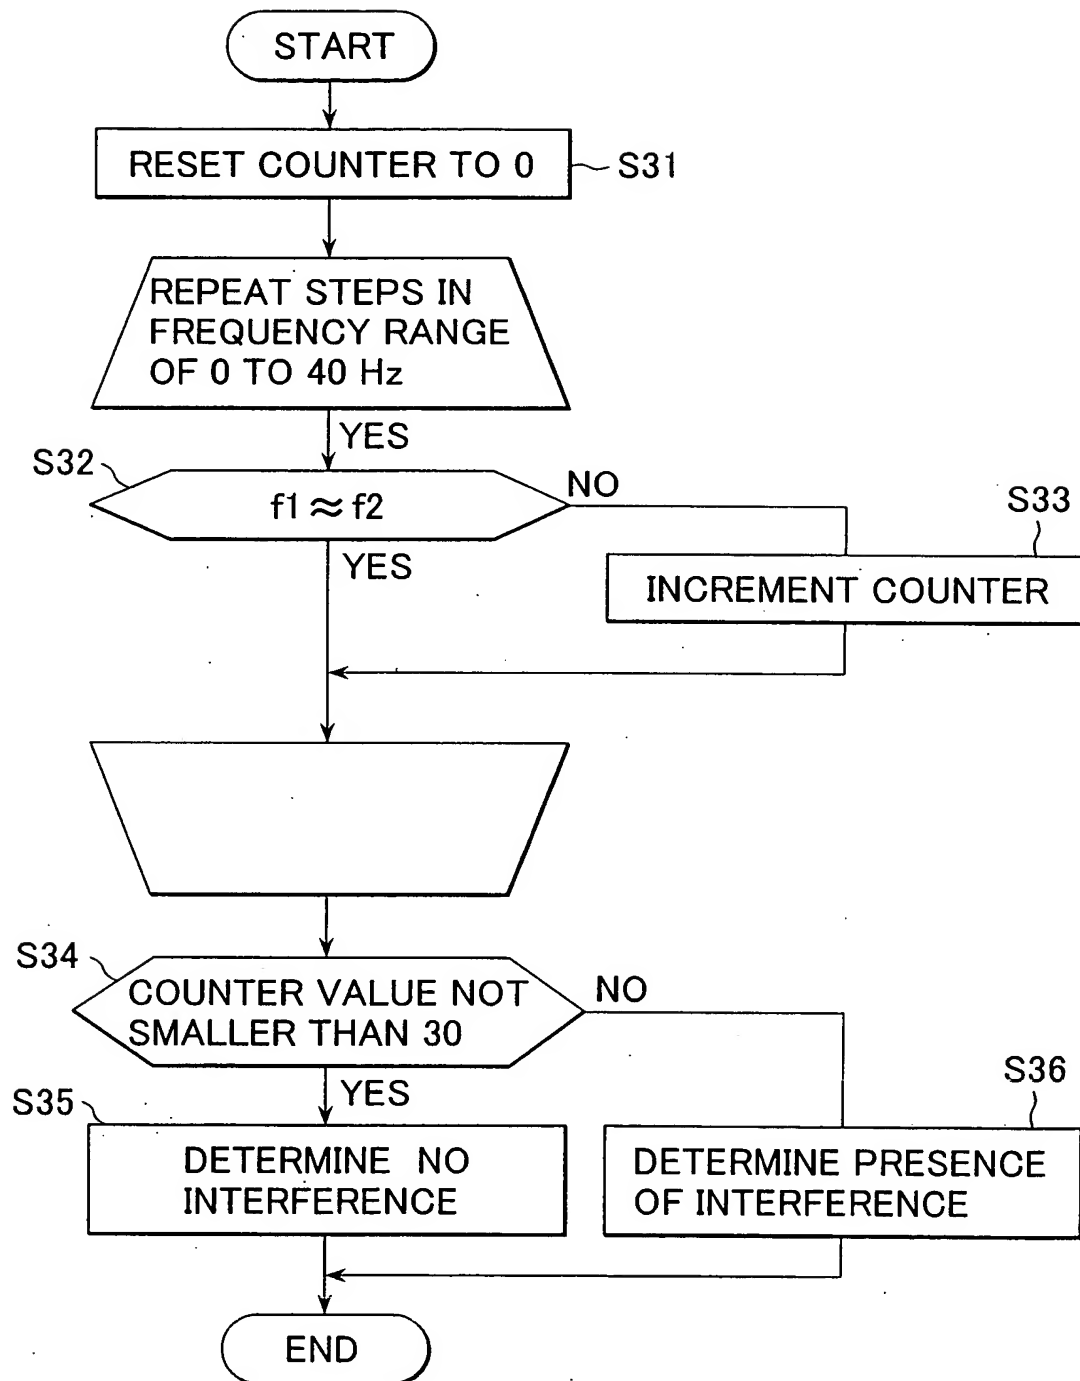 START
RESET COUNTER TO 0
S31
REPEAT STEPS IN
FREQUENCY RANGE
OF 0 TO 40 Hz
YES
S32
f1 ≈ f2
NO
S33
YES
INCREMENT COUNTER
S34
COUNTER VALUE NOT
SMALLER THAN 30
NO
YES
S35
S36
DETERMINE NO
INTERFERENCE
DETERMINE PRESENCE
OF INTERFERENCE
END